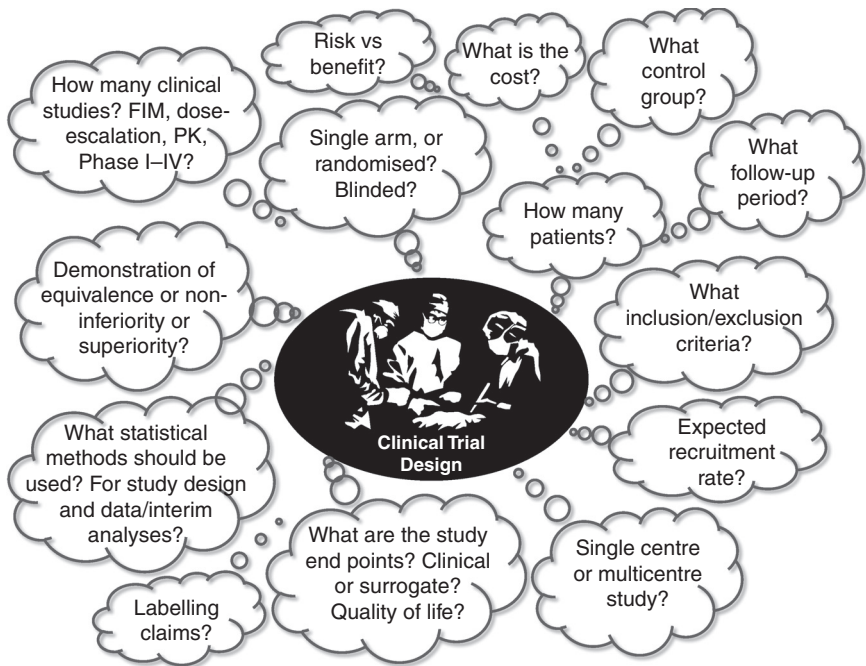 Risk vs
benefit?
What is the
cost?
What
control
group?
How many clinical
studies? FIM, dose-
escalation, PK,
Phase I–IV?
Single arm, or
randomised?
Blinded?
What
follow-up
period?
How many
patients?
Demonstration of
equivalence or non-
inferiority or
superiority?
What
inclusion/exclusion
criteria?
Clinical Trial
Design
What statistical
methods should be
used? For study design
and data/interim
analyses?
Expected
recruitment
rate?
What are the study
end points? Clinical
or surrogate?
Quality of life?
Single centre
or multicentre
study?
Labelling
claims?